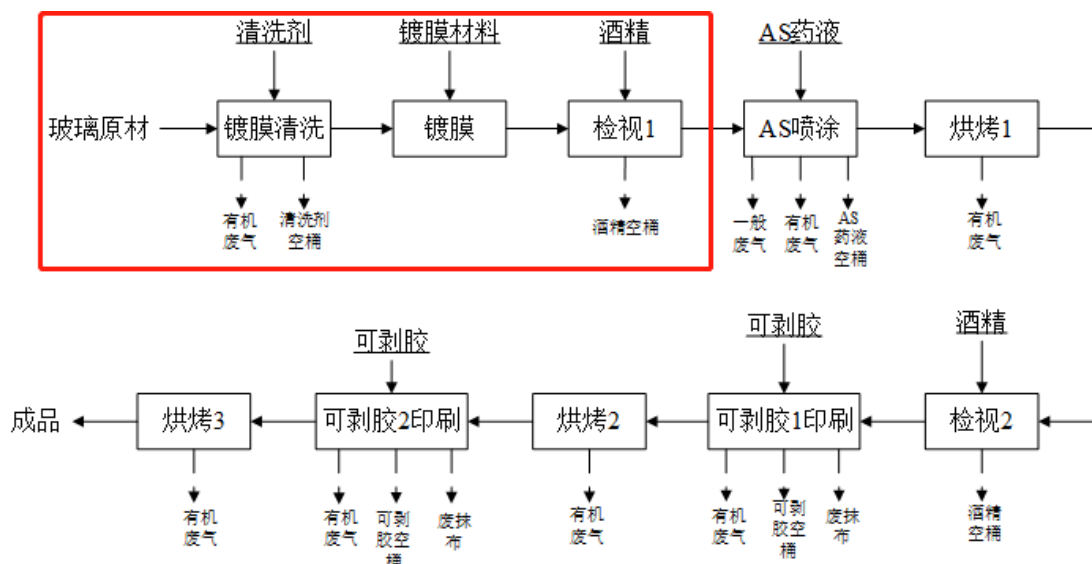 清洗剂
镀膜材料
酒精
AS药液
玻璃原材
镀膜清洗
镀膜
检视1
AS喷涂
烘烤1
有机
废气
清洗剂
空桶
酒精空桶
一般
废气
有机
废气
AS
药液
空桶
有机
废气
可剥胶
可剥胶
酒精
成品
烘烤3
可剥胶2印刷
烘烤2
可剥胶1印刷
检视2
有机
废气
有机
废气
可剥
胶空
桶
废抹
布
有机
废气
有机
废气
可剥
胶空
桶
废抹
布
酒精
空桶